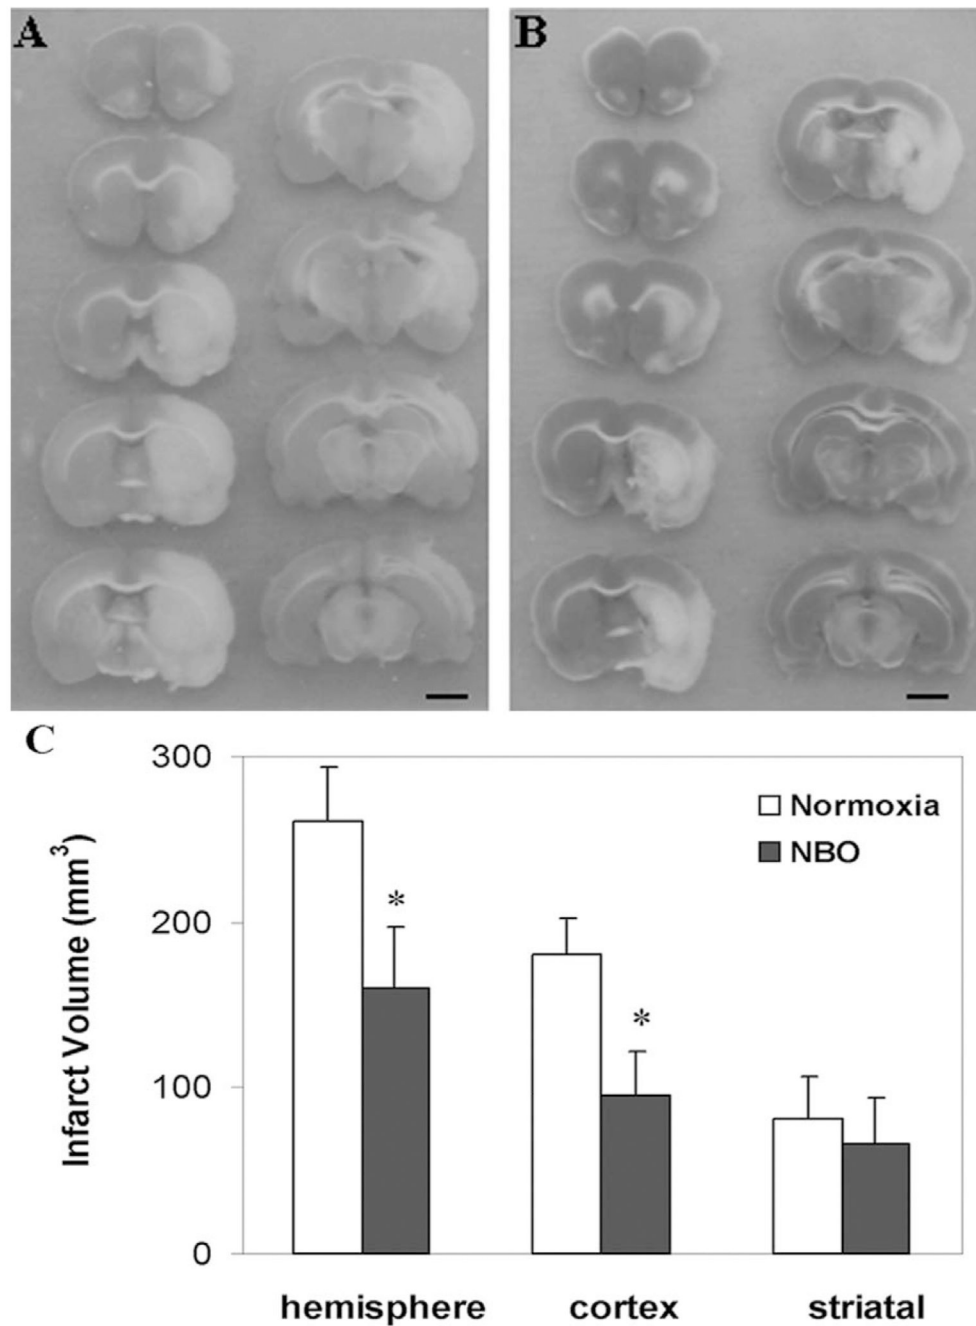 A
B
C
300
200
100
0
Infarct Volume (mm³)
Normoxia
NBO
*
*
hemisphere
cortex
striatal